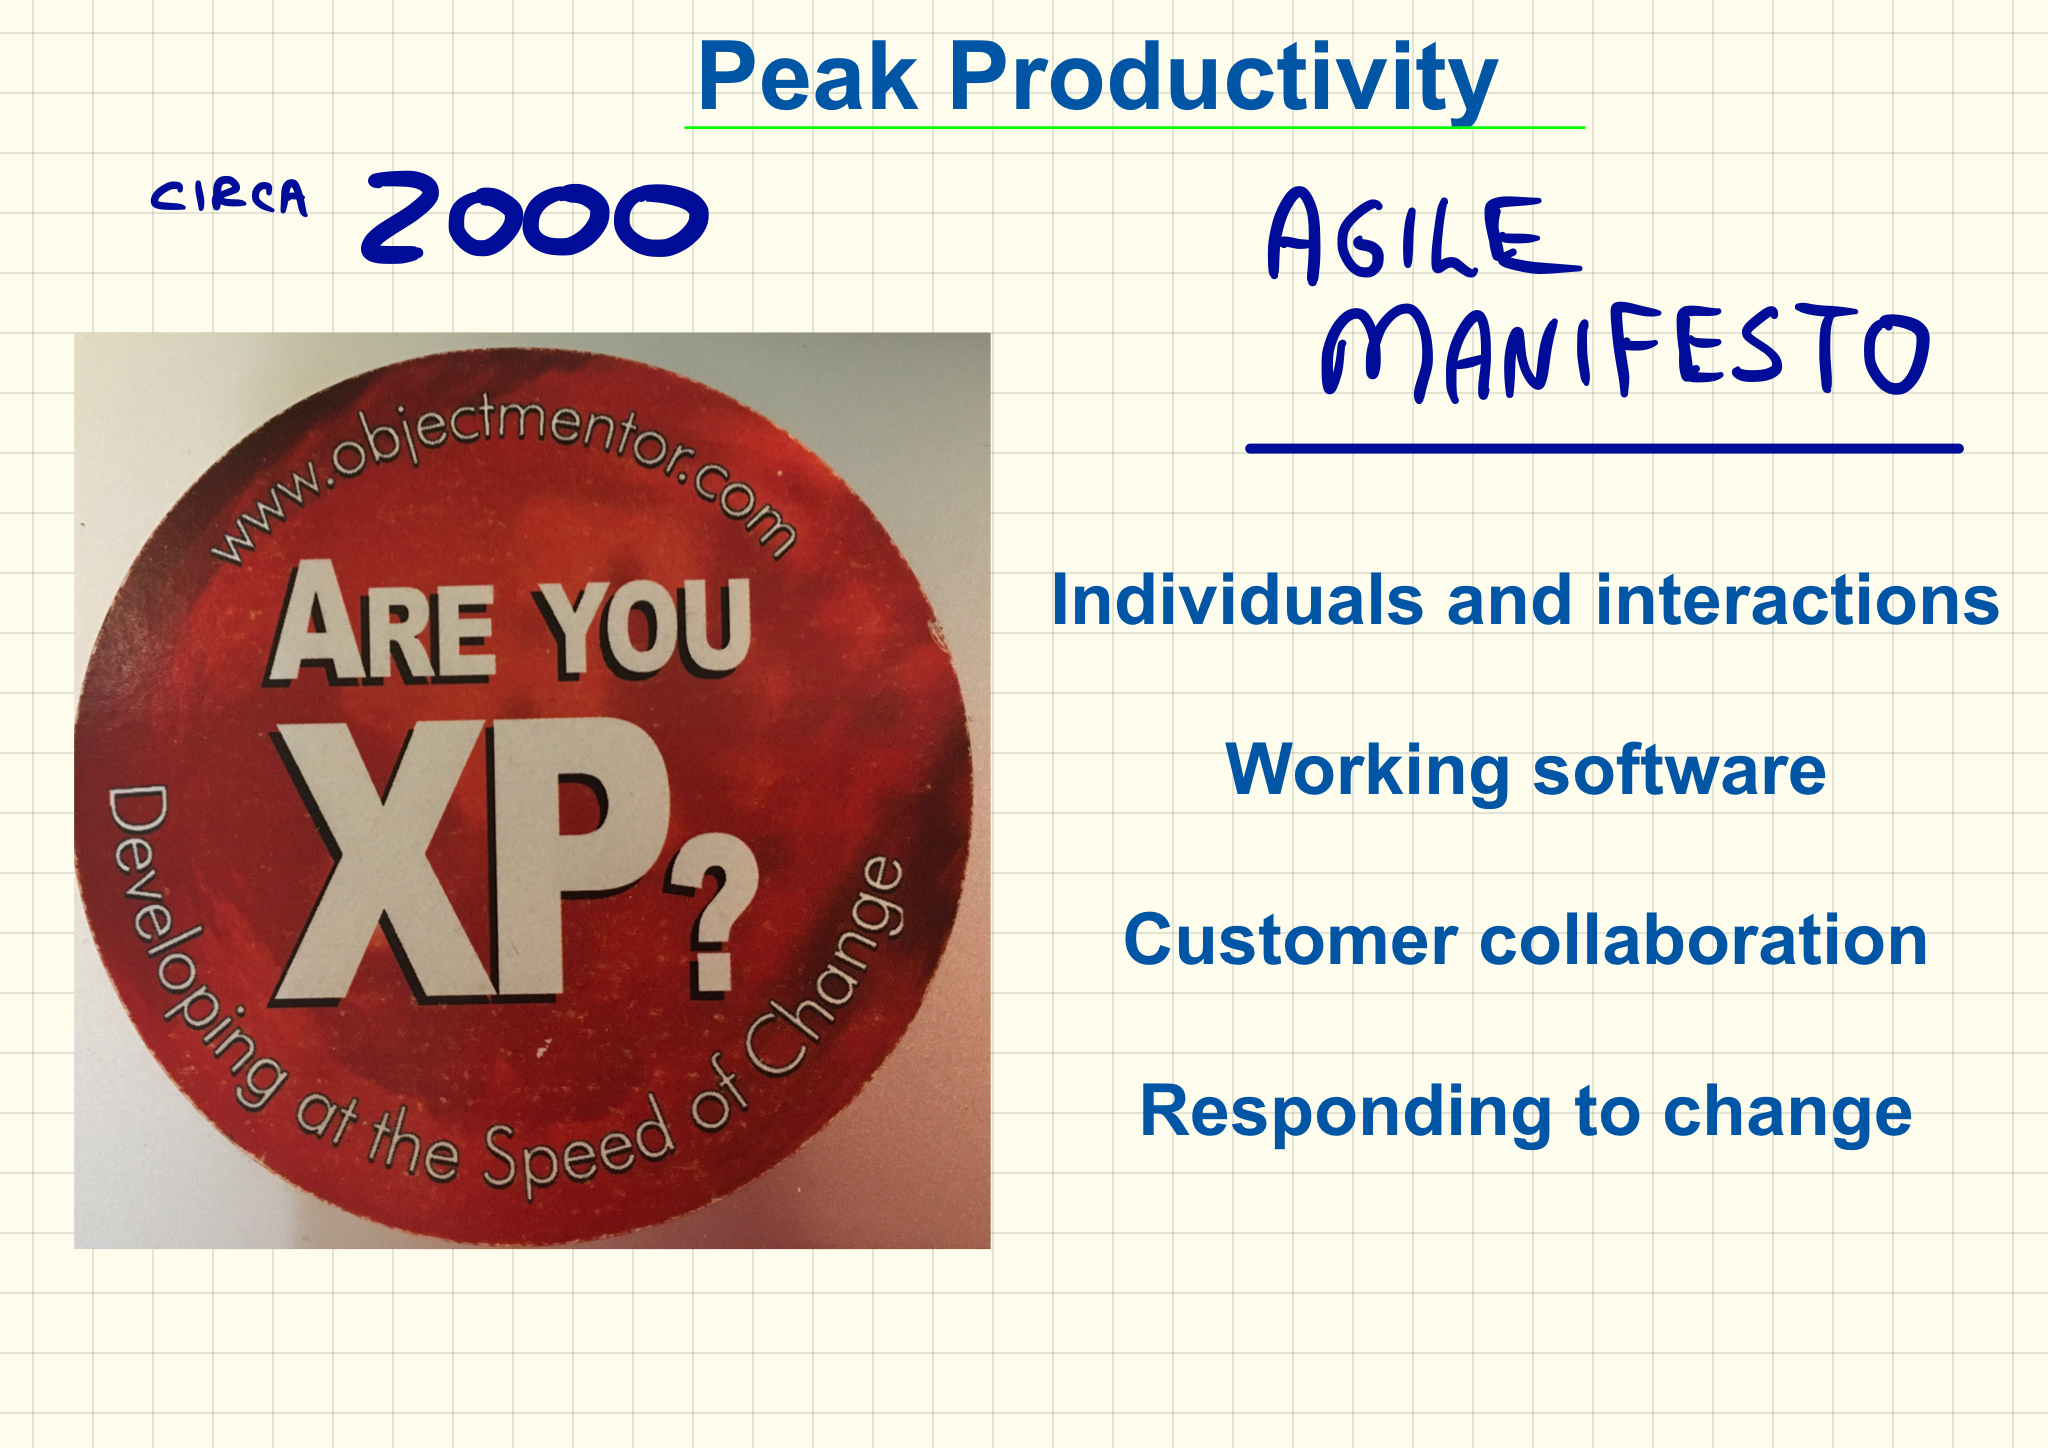 Peak Productivity
CIRCA 2000
AGILE
MANIFESTO
www.objectmentor.com
ARE YOU
XP?
Developing at the Speed of Change
Individuals and interactions
Working software
Customer collaboration
Responding to change